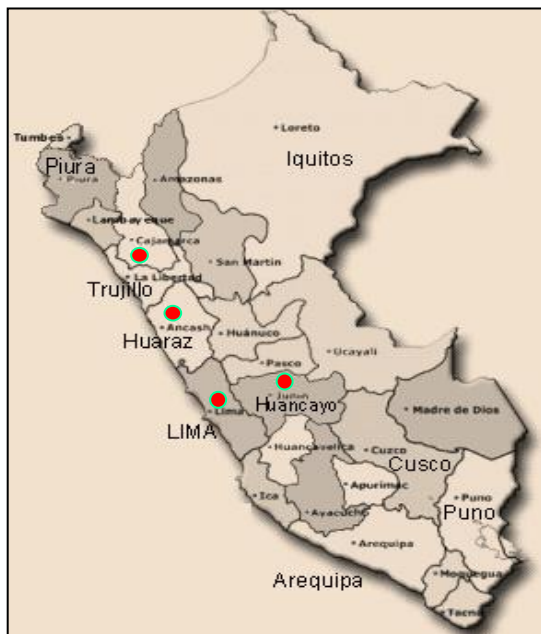 Loreto
Iquitos
Tumbes
Piura
Piura
Amazonas
Lambayeque
Cajamarca
San Martin
La Libertad
Trujillo
Huaraz
Ancash
Huánuco
Ucayali
Pasco
Junin
Huancayo
Lima
LIMA
Madre de Dios
Huancavelica
Cuzco
Cusco
Ica
Apurimac
Puno
Puno
Ayacucho
Arequipa
Arequipa
Moquegua
Tacna